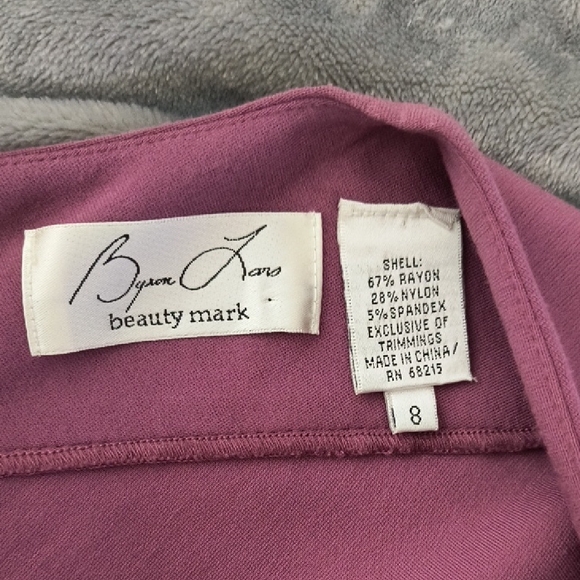 Byron Lars
beauty mark
SHELL:
67% RAYON
28% NYLON
5% SPANDEX
EXCLUSIVE OF
TRIMMINGS
MADE IN CHINA/
RN 68215
8